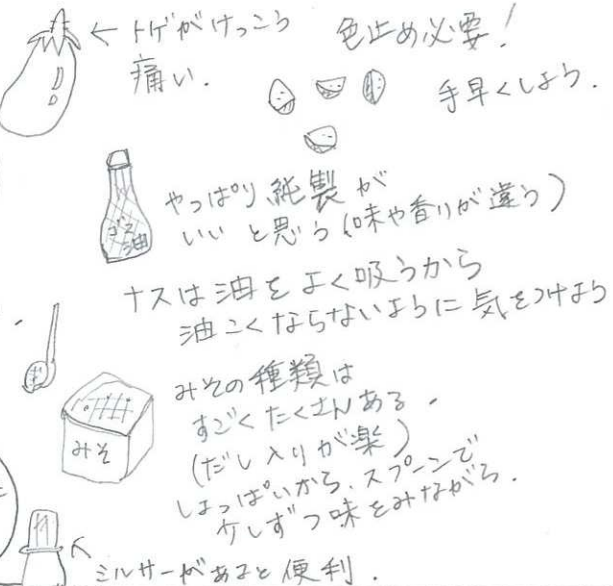 ← トゲがけっこう
痛い.
色止め必要!
手早くしよう.
ゴマ
油
やっぱり、純製が
いい と思う(味や香りが違う)
ナスは油をよく吸うから
油こくならないように気をつけよう
みそ
みその種類は
すごくたくさんある.
(だし入りが楽)
しょっぱいから、スプーンで
少しずつ味をみながら.
ミルサーがあると便利.